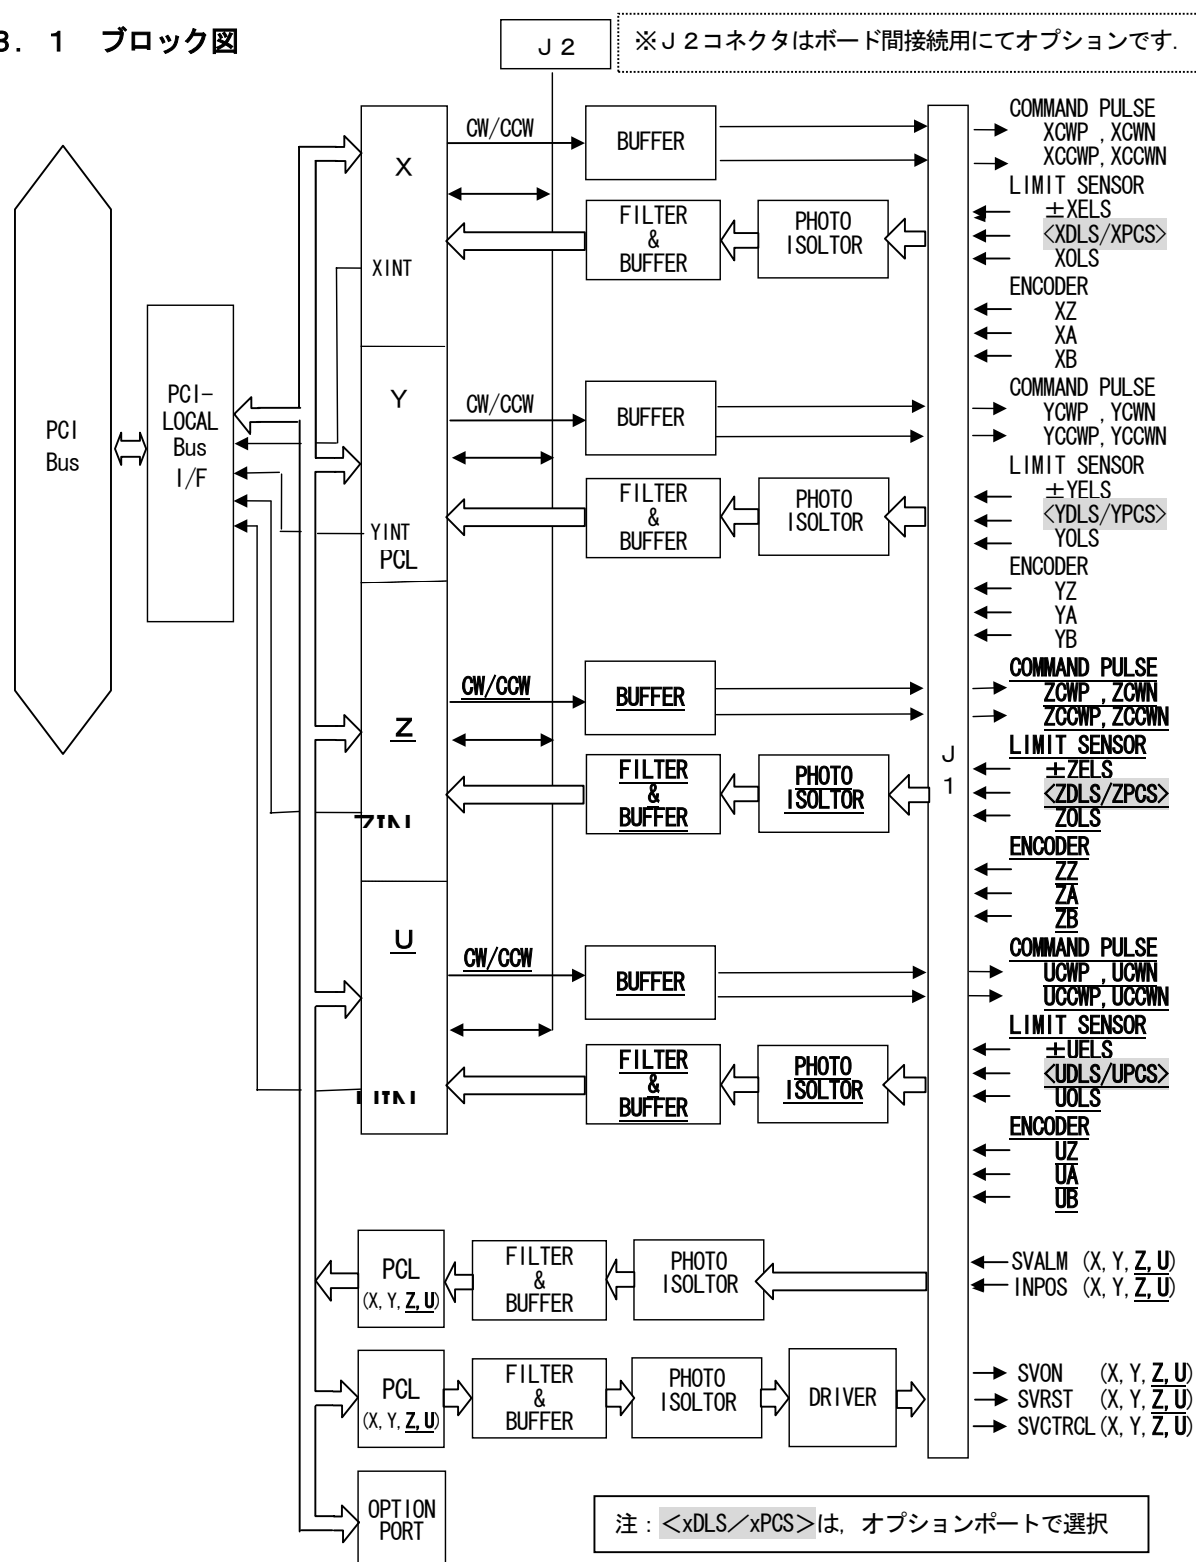 3. 1 ブロック図
J 2
※J 2コネクタはボード間接続用にてオプションです.
PCI
Bus
PCI-
LOCAL
Bus
I/F
X
XINT
CW/CCW
BUFFER
FILTER
&
BUFFER
PHOTO
ISOLTOR
COMMAND PULSE
XCWP , XCWN
XCCWP, XCCWN
LIMIT SENSOR
±XELS
<XDLS/XPCS>
XOLS
ENCODER
XZ
XA
XB
Y
YINT
PCL
CW/CCW
BUFFER
FILTER
&
BUFFER
PHOTO
ISOLTOR
COMMAND PULSE
YCWP , YCWN
YCCWP, YCCWN
LIMIT SENSOR
±YELS
<YDLS/YPCS>
YOLS
ENCODER
YZ
YA
YB
Z
ZIN
CW/CCW
BUFFER
FILTER
&
BUFFER
PHOTO
ISOLTOR
J
1
COMMAND PULSE
ZCWP , ZCWN
ZCCWP, ZCCWN
LIMIT SENSOR
±ZELS
<ZDLS/ZPCS>
ZOLS
ENCODER
ZZ
ZA
ZB
U
UIN
CW/CCW
BUFFER
FILTER
&
BUFFER
PHOTO
ISOLTOR
COMMAND PULSE
UCWP , UCWN
UCCWP, UCCWN
LIMIT SENSOR
±UELS
<UDLS/UPCS>
UOLS
ENCODER
UZ
UA
UB
PCL
(X, Y, Z, U)
FILTER
&
BUFFER
PHOTO
ISOLTOR
SVALM (X, Y, Z, U)
INPOS (X, Y, Z, U)
PCL
(X, Y, Z, U)
FILTER
&
BUFFER
PHOTO
ISOLTOR
DRIVER
SVON (X, Y, Z, U)
SVRST (X, Y, Z, U)
SVCTRCL (X, Y, Z, U)
OPTION
PORT
注：<xDLS／xPCS>は, オプションポートで選択